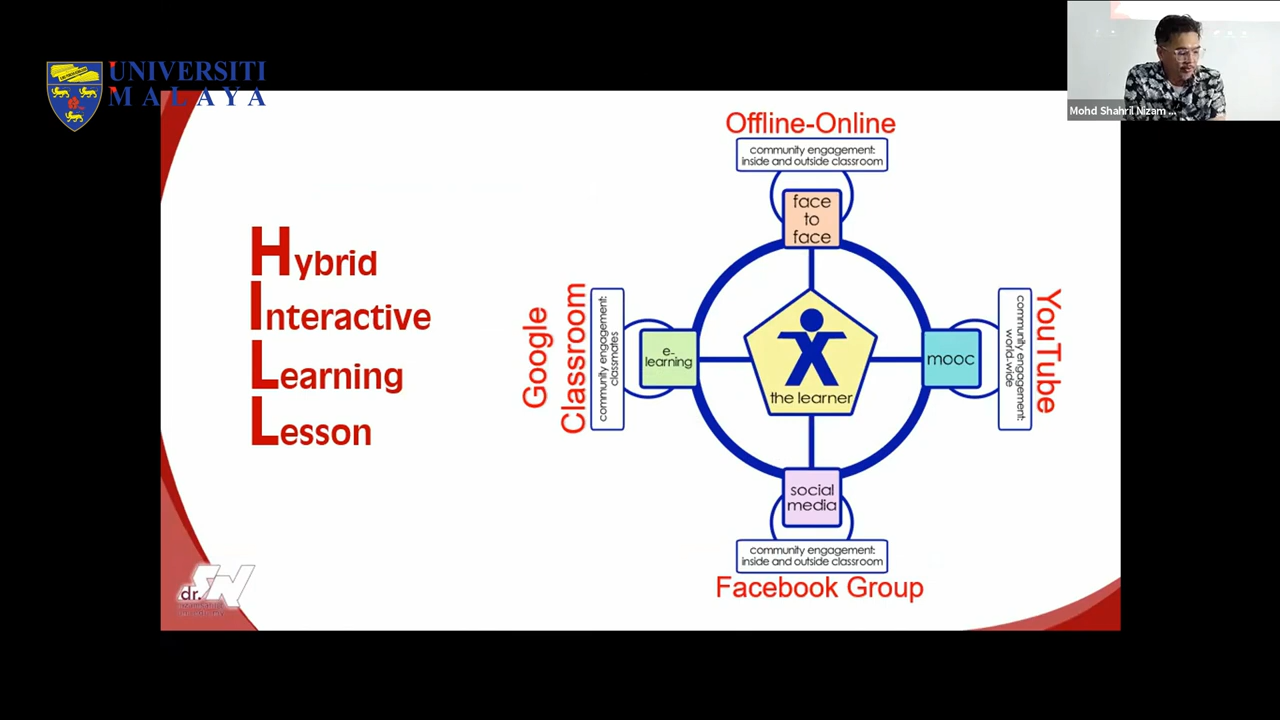 UNIVERSITI
MALAYA
Mohd Shahril Nizam ...
Hybrid
Interactive
Learning
Lesson
Offline-Online
community engagement:
inside and outside classroom
face
to
face
Google
Classroom
community engagement:
classmates
e-
learning
the learner
mooc
community engagement:
world-wide
YouTube
social
media
community engagement:
inside and outside classroom
Facebook Group
dr.SN